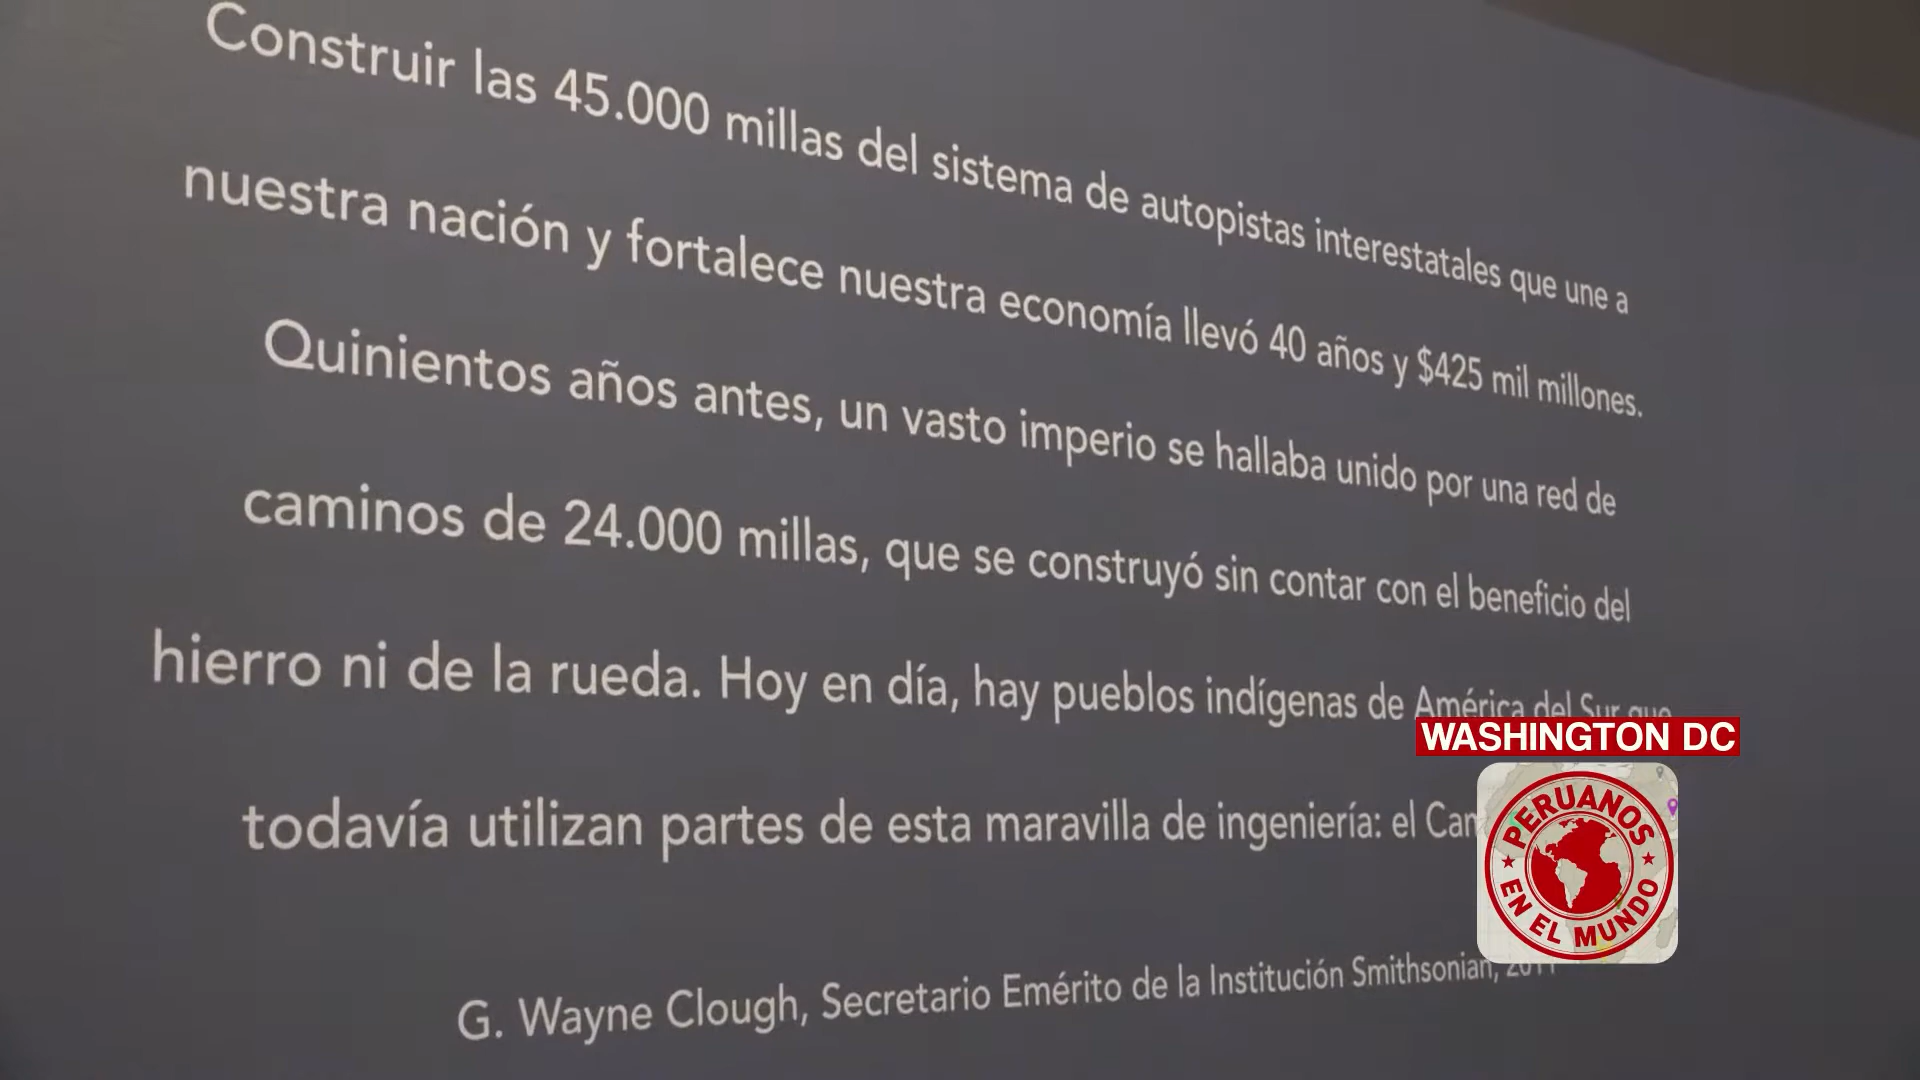 Construir las 45.000 millas del sistema de autopistas interestatales que une a
nuestra nación y fortalece nuestra economía llevó 40 años y $425 mil millones.
Quinientos años antes, un vasto imperio se hallaba unido por una red de
caminos de 24.000 millas, que se construyó sin contar con el beneficio del
hierro ni de la rueda. Hoy en día, hay pueblos indígenas de América del Sur que
todavía utilizan partes de esta maravilla de ingeniería: el
G. Wayne Clough, Secretario Emérito de la Institución Smithsonian,
WASHINGTON DC
PERUANOS
EN EL MUNDO